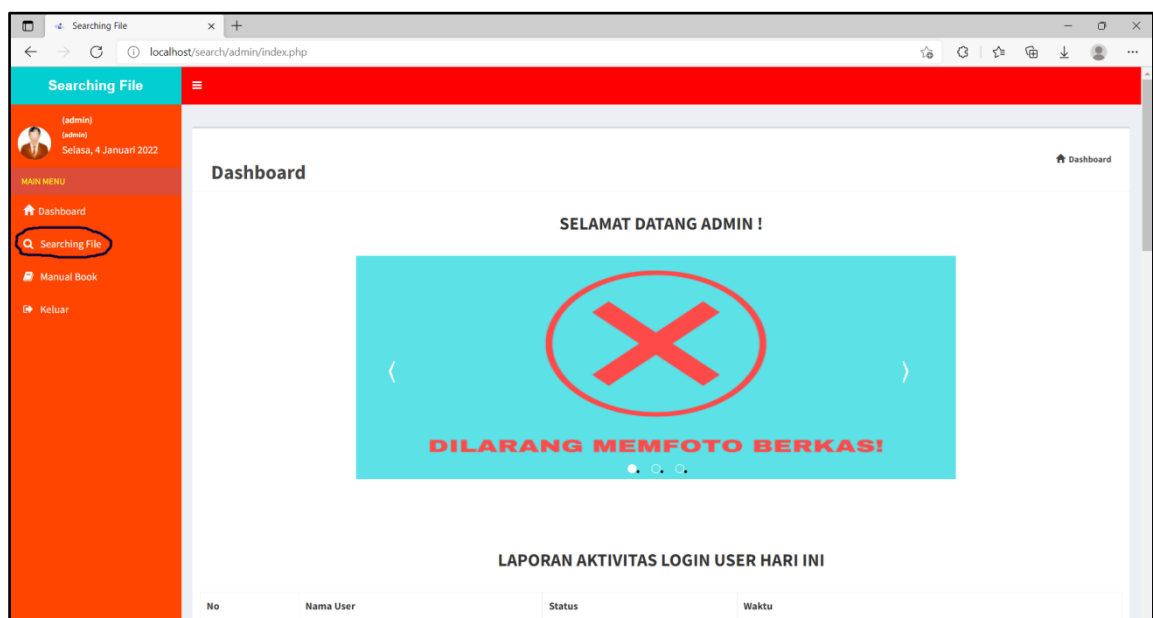 Searching File
localhost/search/admin/index.php
Searching File
(admin)
(admin)
Selasa, 4 Januari 2022
MAIN MENU
Dashboard
Searching File
Manual Book
Keluar
Dashboard
Dashboard
SELAMAT DATANG ADMIN !
DILARANG MEMFOTO BERKAS!
LAPORAN AKTIVITAS LOGIN USER HARI INI
No Nama User Status Waktu